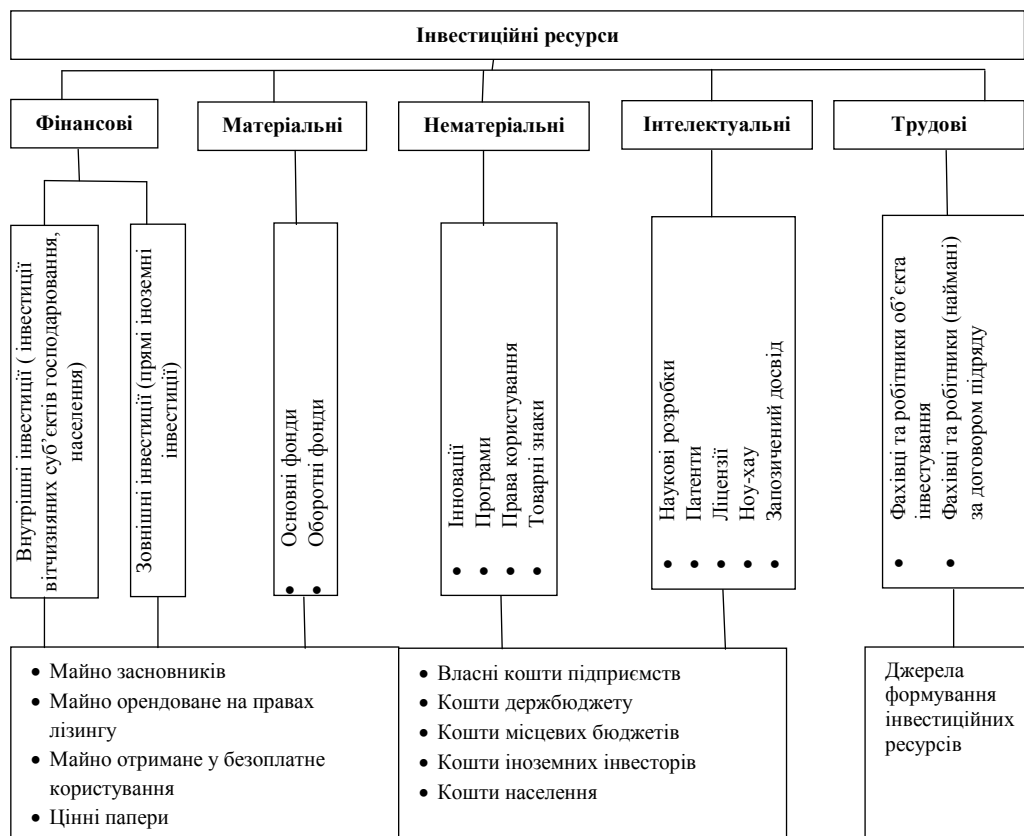 Інвестиційні ресурси
Фінансові
Матеріальні
Нематеріальні
Інтелектуальні
Трудові
Внутрішні інвестиції ( інвестиції
вітчизняних суб’єктів господарювання,
населення)
Зовнішні інвестиції (прямі іноземні
інвестиції)
• Основні фонди
• Оборотні фонди
• Інновації
• Програми
• Права користування
• Товарні знаки
• Наукові розробки
• Патенти
• Ліцензії
• Ноу-хау
• Запозичений досвід
• Фахівці та робітники об’єкта
інвестування
• Фахівці та робітники (наймані)
за договором підряду
• Майно засновників
• Майно орендоване на правах
лізингу
• Майно отримане у безоплатне
користування
• Цінні папери
• Власні кошти підприємств
• Кошти держбюджету
• Кошти місцевих бюджетів
• Кошти іноземних інвесторів
• Кошти населення
Джерела
формування
інвестиційних
ресурсів